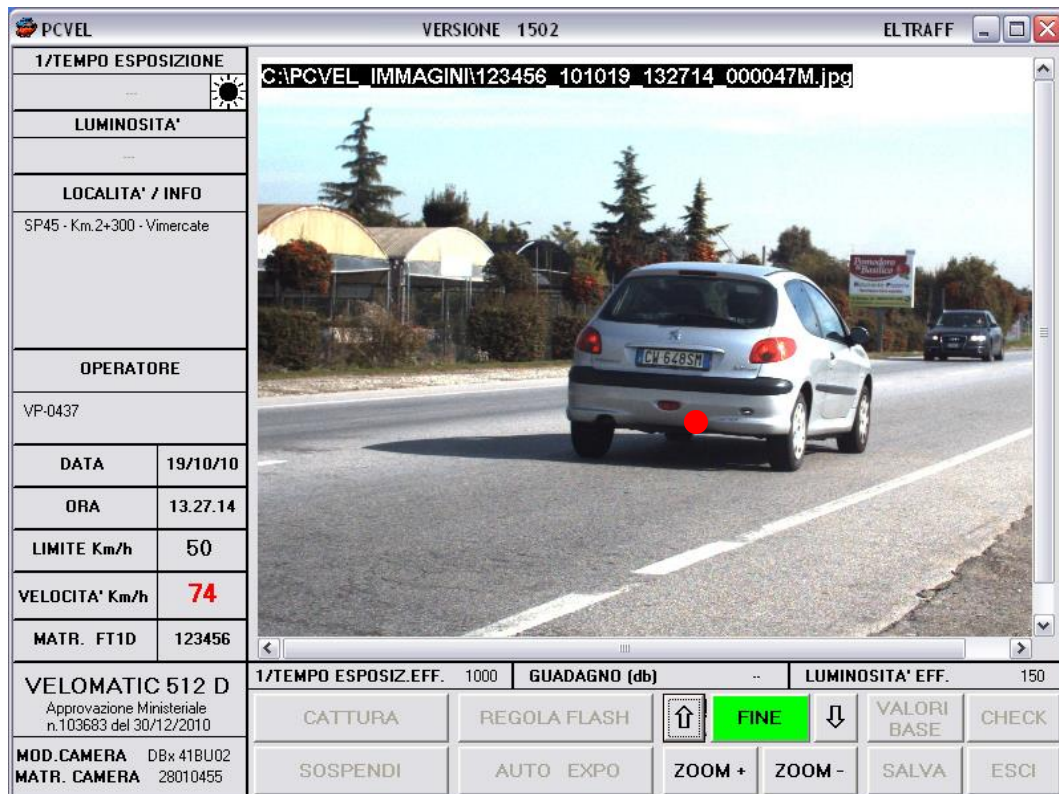 PCVEL VERSIONE 1502 ELTRAFF
1/TEMPO ESPOSIZIONE
---
LUMINOSITA'
---
LOCALITA' / INFO
SP45 - Km.2+300 - Vimercate
OPERATORE
VP-0437
DATA 19/10/10
ORA 13.27.14
LIMITE Km/h 50
VELOCITA' Km/h 74
MATR. FT1D 123456
VELOMATIC 512 D
Approvazione Ministeriale
n.103683 del 30/12/2010
MOD.CAMERA DBx 41BU02
MATR. CAMERA 28010455
C:\PCVEL_IMMAGINI\123456_101019_132714_000047M.jpg
Pomodoro
Basilico
CW 648SM
1/TEMPO ESPOSIZ.EFF. 1000 GUADAGNO (db) -- LUMINOSITA' EFF. 150
CATTURA REGOLA FLASH FINE VALORI BASE CHECK
SOSPENDI AUTO EXPO ZOOM + ZOOM - SALVA ESCI